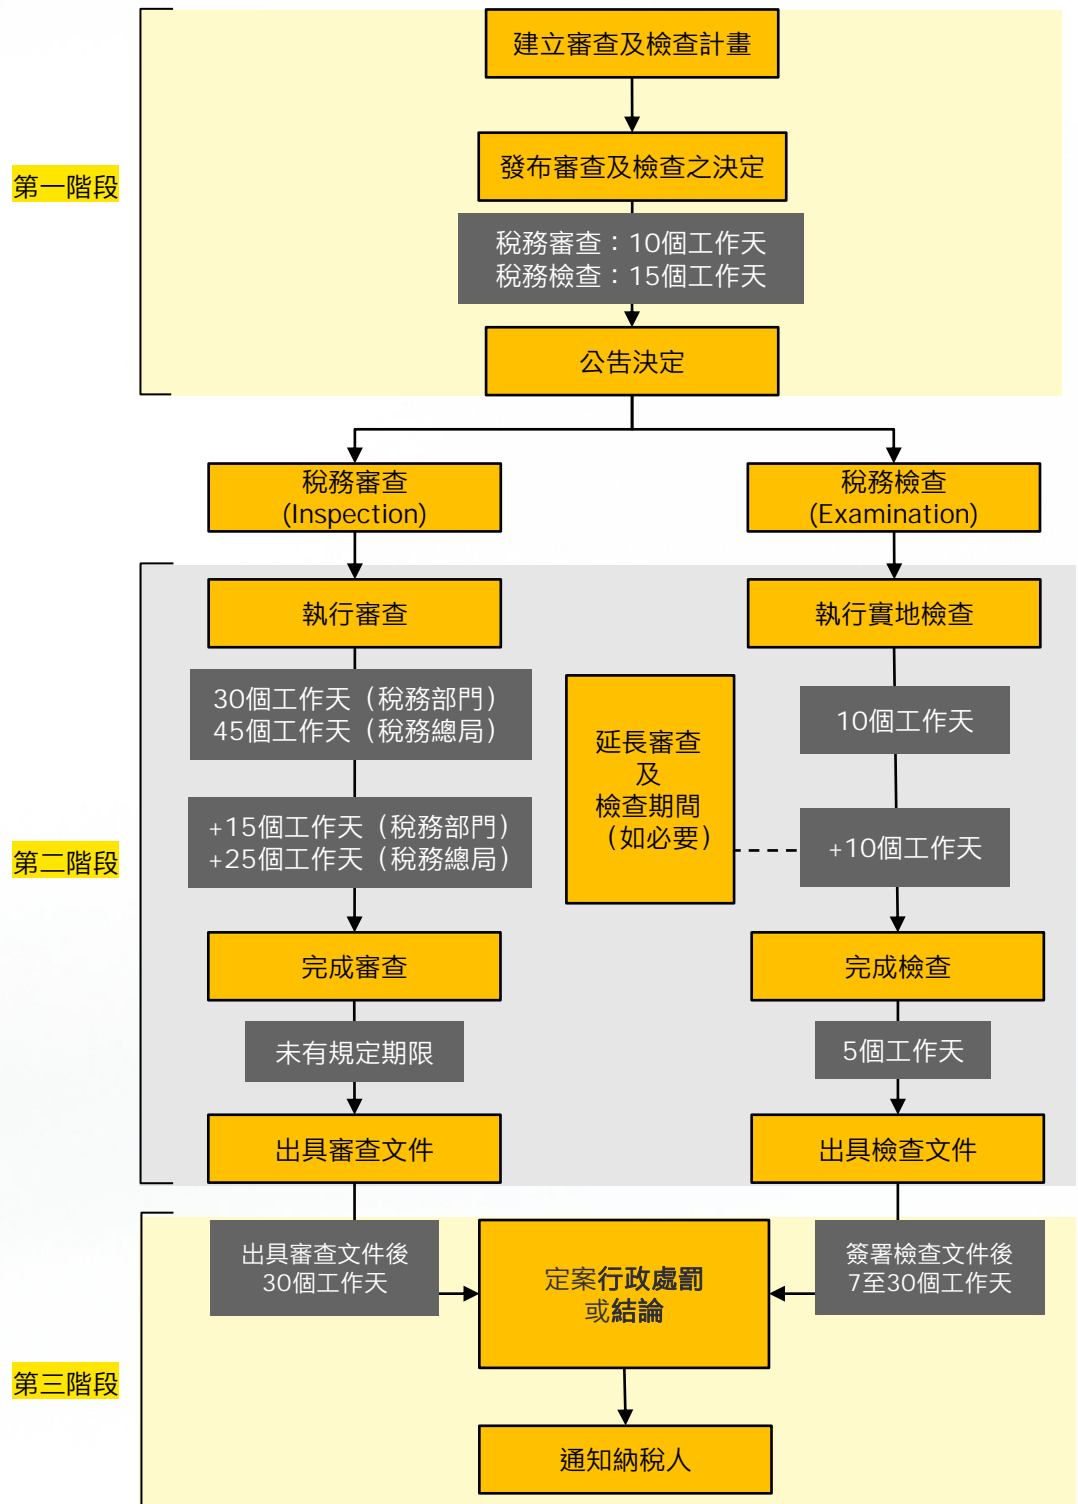 建立審查及檢查計畫
第一階段
發布審查及檢查之決定
稅務審查：10個工作天
稅務檢查：15個工作天
公告決定
稅務審查
(Inspection)
稅務檢查
(Examination)
第二階段
執行審查
30個工作天（稅務部門）
45個工作天（稅務總局）
+15個工作天（稅務部門）
+25個工作天（稅務總局）
完成審查
未有規定期限
出具審查文件
延長審查
及
檢查期間
（如必要）
執行實地檢查
10個工作天
+10個工作天
完成檢查
5個工作天
出具檢查文件
第三階段
出具審查文件後
30個工作天
定案行政處罰
或結論
簽署檢查文件後
7至30個工作天
通知納稅人